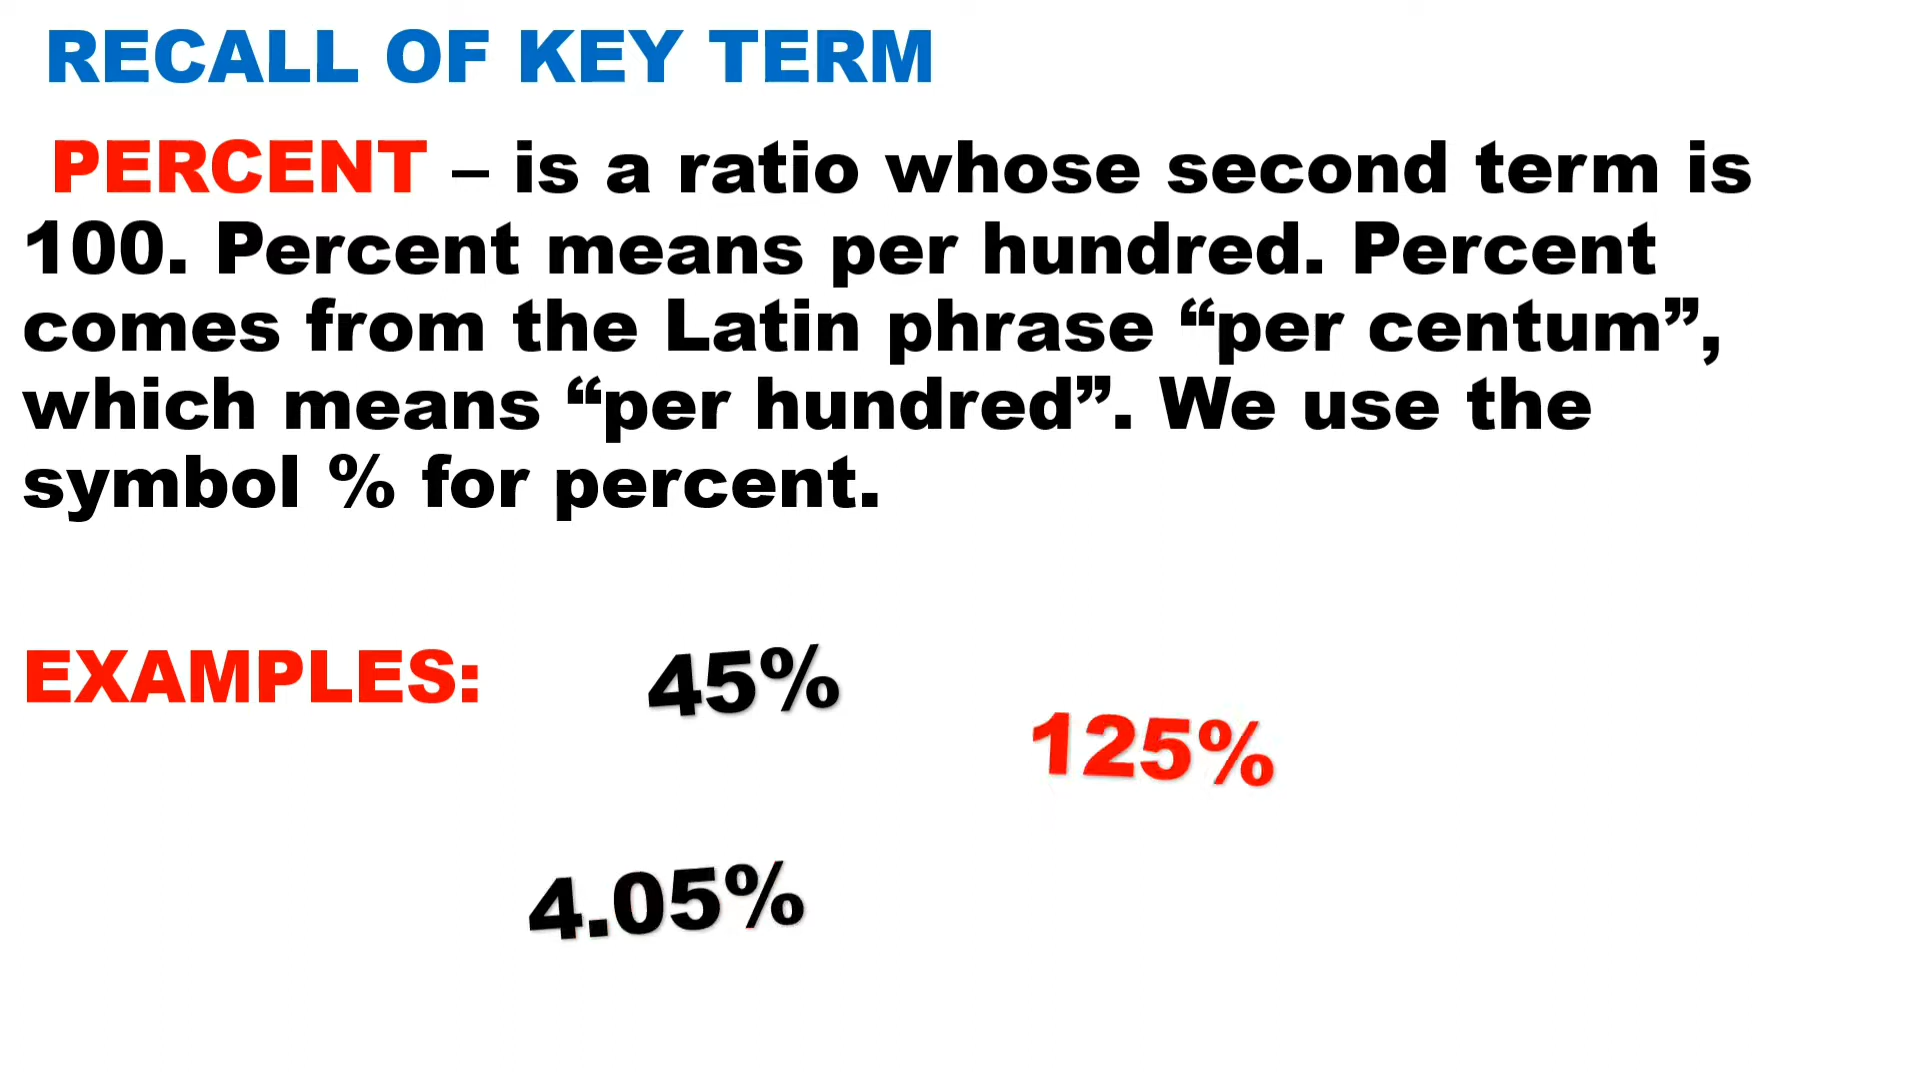 RECALL OF KEY TERM
PERCENT – is a ratio whose second term is
100. Percent means per hundred. Percent
comes from the Latin phrase “per centum”,
which means “per hundred”. We use the
symbol % for percent.
EXAMPLES:
45%
125%
4.05%